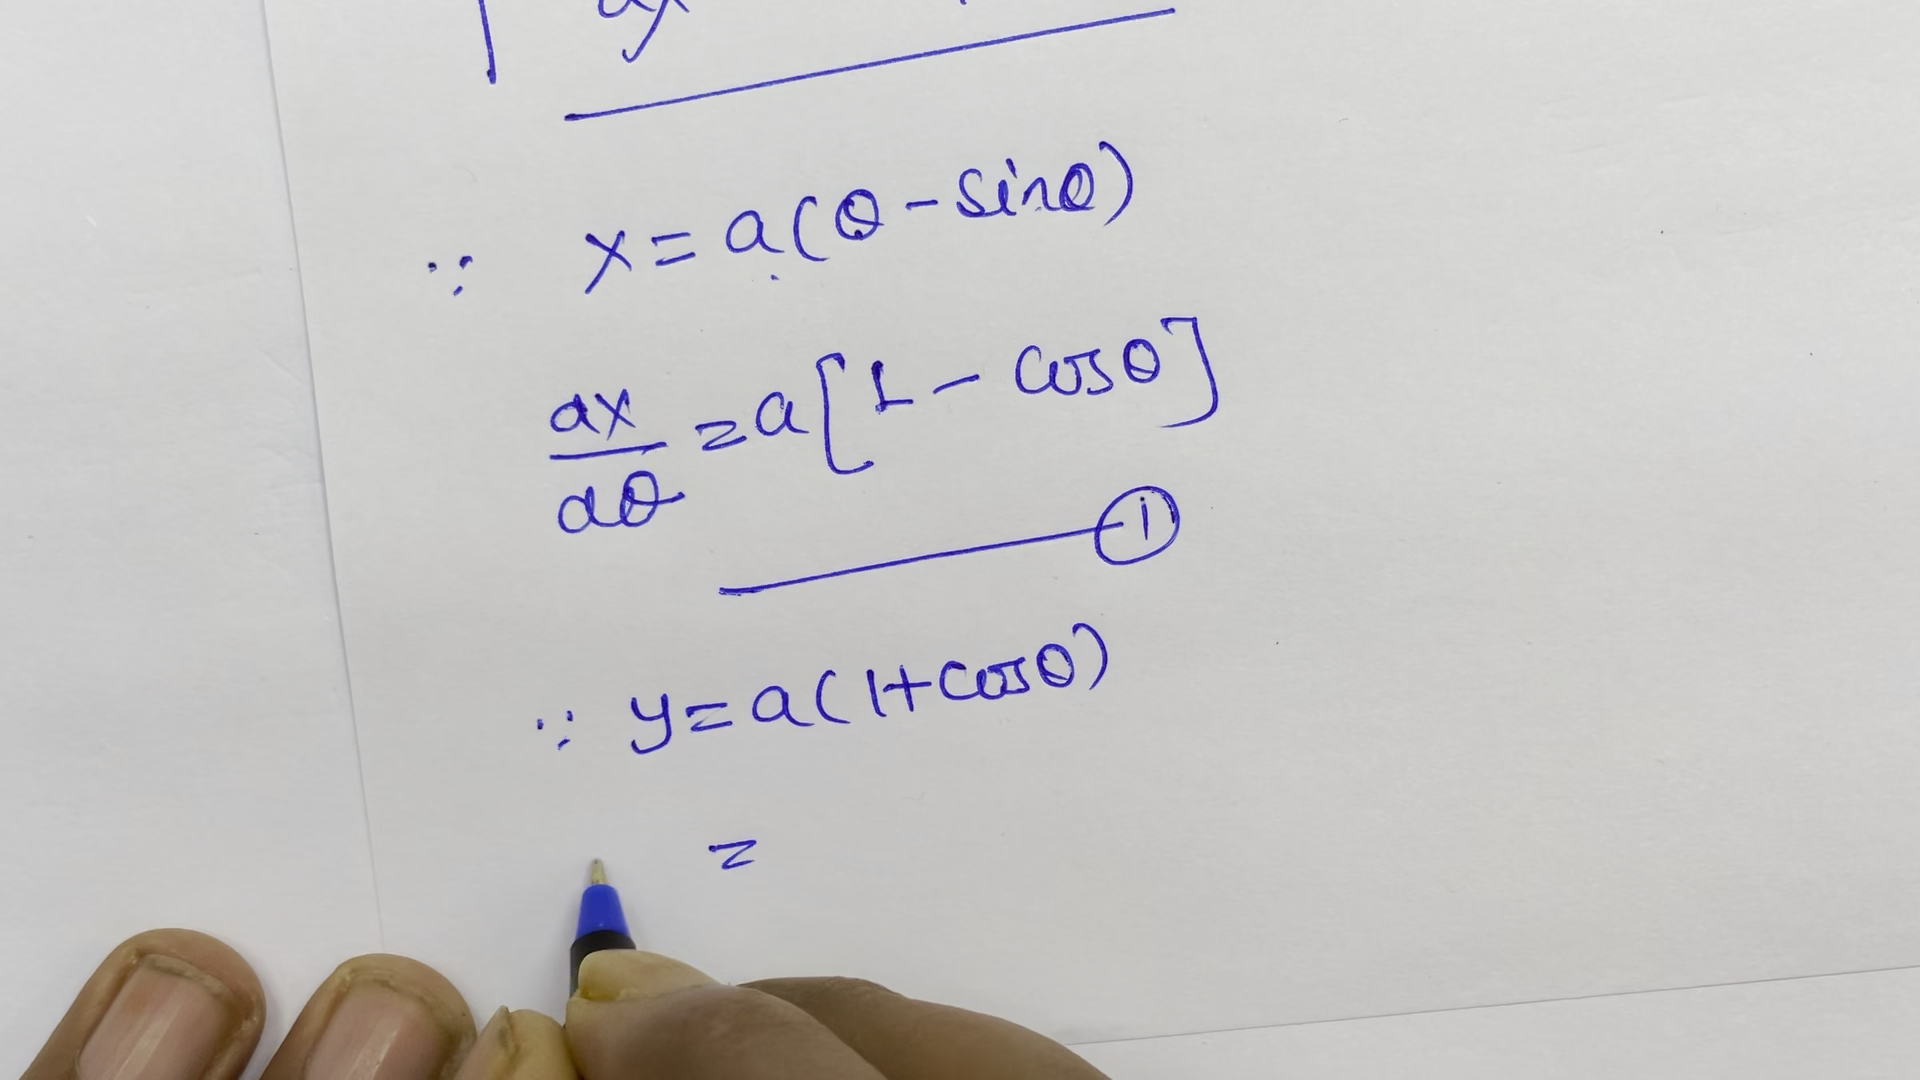 ∵ x = a(θ - Sinθ)
dx/dθ = a[1 - Cosθ]
①
∵ y = a(1+Cosθ)
=